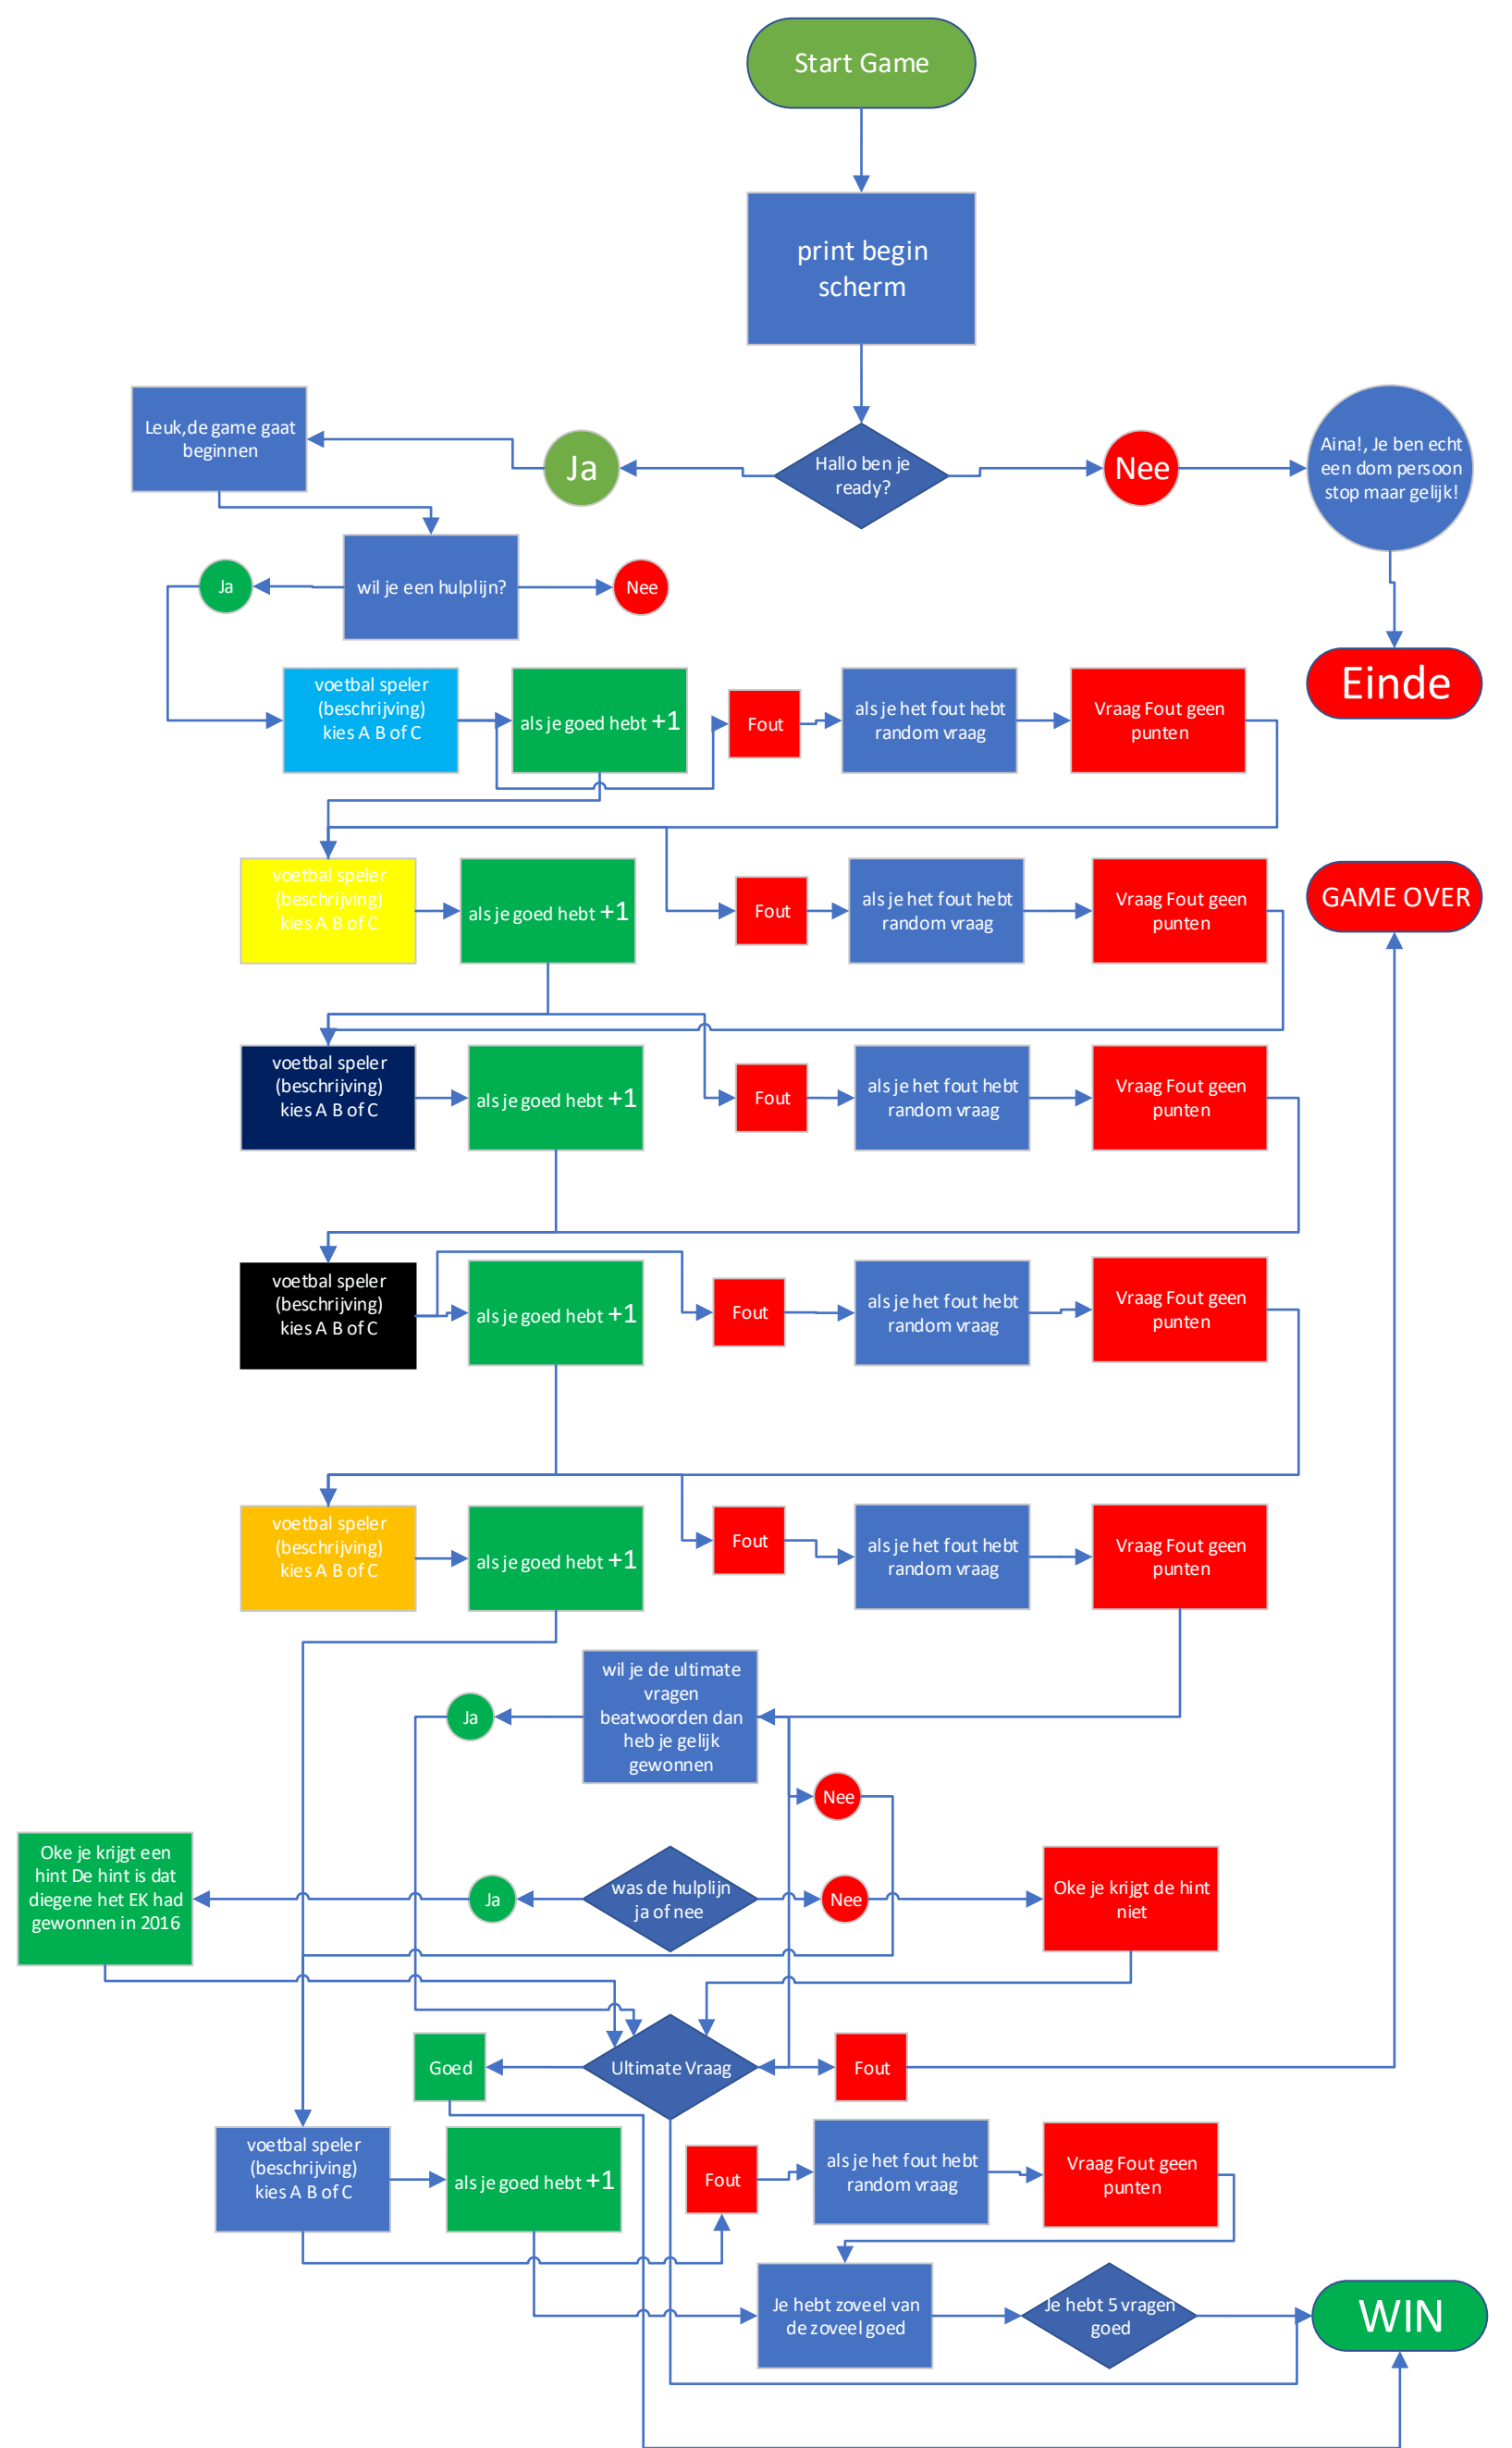 Start Game
print begin
scherm
Leuk,de game gaat
beginnen
Ja
Hallo ben je
ready?
Nee
Aina!, Je ben echt
een dom persoon
stop maar gelijk!
Ja
wil je een hulplijn?
Nee
Einde
voetbal speler
(beschrijving)
kies A B of C
als je goed hebt +1
Fout
als je het fout hebt
random vraag
Vraag Fout geen
punten
voetbal speler
(beschrijving)
kies A B of C
als je goed hebt +1
Fout
als je het fout hebt
random vraag
Vraag Fout geen
punten
GAME OVER
voetbal speler
(beschrijving)
kies A B of C
als je goed hebt +1
Fout
als je het fout hebt
random vraag
Vraag Fout geen
punten
voetbal speler
(beschrijving)
kies A B of C
als je goed hebt +1
Fout
als je het fout hebt
random vraag
Vraag Fout geen
punten
voetbal speler
(beschrijving)
kies A B of C
als je goed hebt +1
Fout
als je het fout hebt
random vraag
Vraag Fout geen
punten
Ja
wil je de ultimate
vragen
beatwoorden dan
heb je gelijk
gewonnen
Nee
Oke je krijgt een
hint De hint is dat
diegene het EK had
gewonnen in 2016
Ja
was de hulplijn
ja of nee
Nee
Oke je krijgt de hint
niet
Goed
Ultimate Vraag
Fout
voetbal speler
(beschrijving)
kies A B of C
als je goed hebt +1
Fout
als je het fout hebt
random vraag
Vraag Fout geen
punten
Je hebt zoveel van
de zoveel goed
Je hebt 5 vragen
goed
WIN